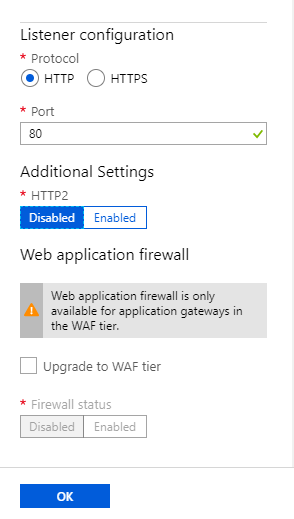 Listener configuration
* Protocol
HTTP HTTPS
* Port
80
Additional Settings
* HTTP2
Disabled Enabled
Web application firewall
Web application firewall is only
available for application gateways in
the WAF tier.
Upgrade to WAF tier
* Firewall status
Disabled Enabled
OK